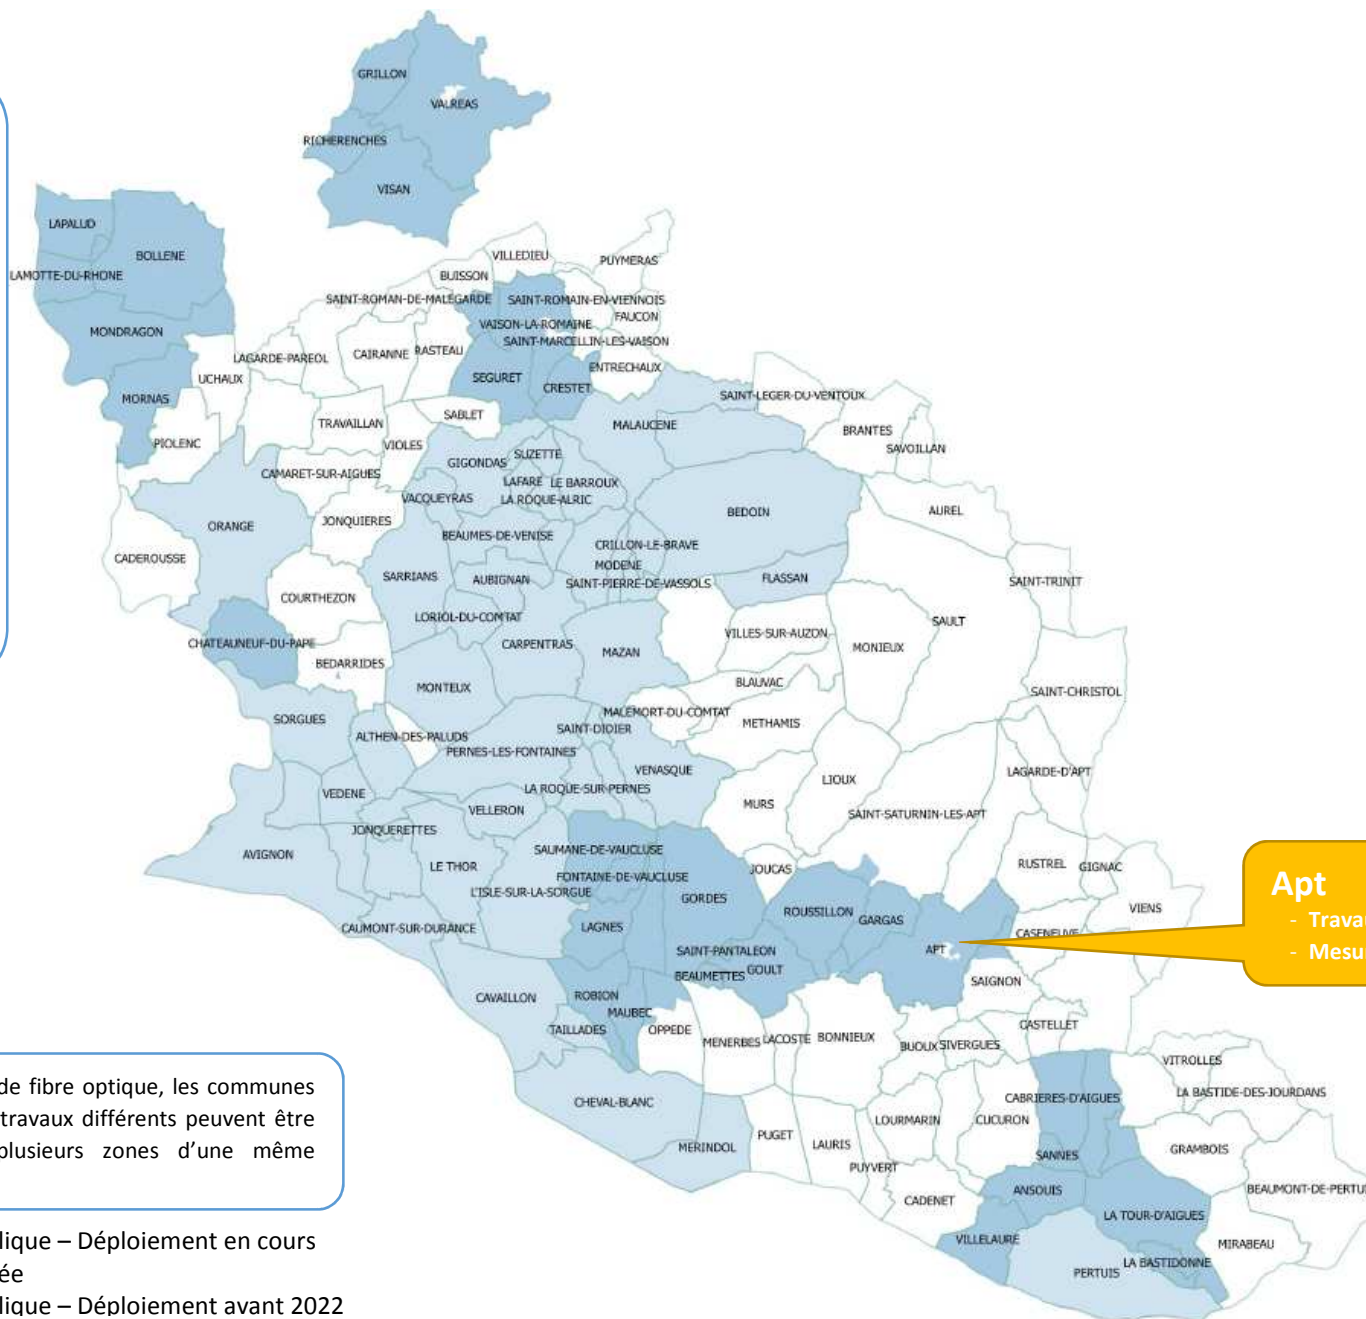 GRILLON
VALREAS
RICHERENCHES
VISAN
LAPALUD
BOLLENE
LAMOTTE-DU-RHONE
VILLEDIEU
PUYMERAS
BUISSON
SAINT-ROMAN-DE-MALEGARDE
SAINT-ROMAIN-EN-VIENNOIS
FAUCON
MONDRAGON
VAISON-LA-ROMAINE
SAINT-MARCELLIN-LES-VAISON
LAGARDE-PAREOL
CAIRANNE
RASTEAU
ENTRECHAUX
UCHAUX
SEGURET
CRESTET
MORNAS
SAINT-LEGER-DU-VENTOUX
SABLET
TRAVAILLAN
MALAUCENE
BRANTES
PIOLENC
VIOLES
SAVOILLAN
GIGONDAS
SUZETTE
CAMARET-SUR-AIGUES
LAFARE
LE BARROUX
VACQUEYRAS
LA ROQUE-ALRIC
BEDOIN
AUREL
ORANGE
JONQUIERES
BEAUMES-DE-VENISE
CRILLON-LE-BRAVE
CADEROUSSE
MODENE
SARRIANS
AUBIGNAN
SAINT-PIERRE-DE-VASSOLS
FLASSAN
SAINT-TRINIT
COURTHEZON
LORIOL-DU-COMTAT
SAULT
CHATEAUNEUF-DU-PAPE
CARPENTRAS
MAZAN
VILLES-SUR-AUZON
MONIEUX
BEDARRIDES
MONTEUX
BLAUVAC
SAINT-CHRISTOL
SORGUES
MALEMORT-DU-COMTAT
METHAMIS
SAINT-DIDIER
ALTHEN-DES-PALUDS
PERNES-LES-FONTAINES
VENASQUE
LIOUX
LAGARDE-D'APT
VEDENE
LA ROQUE-SUR-PERNES
MURS
VELLERON
SAINT-SATURNIN-LES-APT
JONQUERETTES
AVIGNON
SAUMANE-DE-VAUCLUSE
LE THOR
JOUCAS
RUSTREL
GIGNAC
FONTAINE-DE-VAUCLUSE
L'ISLE-SUR-LA-SORGUE
GORDES
ROUSSILLON
GARGAS
VIENS
CAUMONT-SUR-DURANCE
LAGNES
CASENEUVE
SAINT-PANTALEON
APT
BEAUMETTES
GOULT
SAIGNON
CAVAILLON
ROBION
MAUBEC
TAILLADES
OPPEDE
MENERBES
LACOSTE
BONNIEUX
BUOUX
SIVERGUES
CASTELLET
VITROLLES
CHEVAL-BLANC
CABRIERES-D'AIGUES
LA BASTIDE-DES-JOURDANS
LOURMARIN
CUCURON
MERINDOL
PUGET
LAURIS
PUYVERT
SANNES
GRAMBOIS
CADENET
ANSOUIS
BEAUMONT-DE-PERTUI
LA TOUR-D'AIGUES
VILLELAURE
MIRABEAU
PERTUIS
LA BASTIDONNE
Apt
- Travau
- Mesu
de fibre optique, les communes
travaux différents peuvent être
plusieurs zones d'une même
lique – Déploiement en cours
ée
lique – Déploiement avant 2022